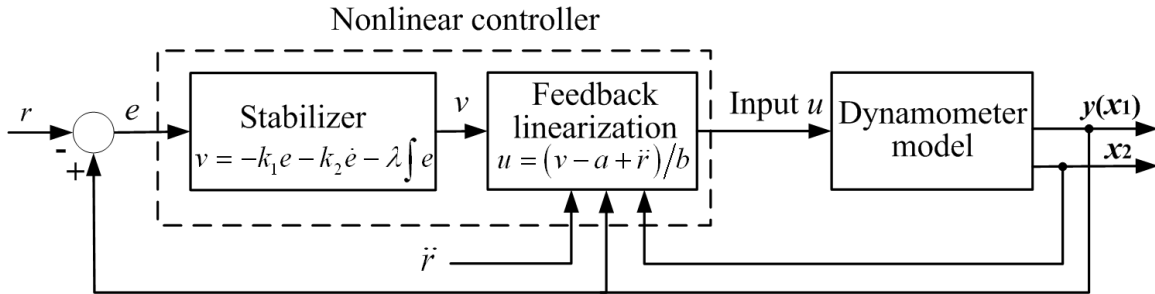 Nonlinear controller
r
e
-
+
Stabilizer
v = −k₁e − k₂ė − λ∫e
v
Feedback
linearization
u = (v − a + r̈)/b
Input u
Dynamometer
model
y(x₁)
x₂
r̈